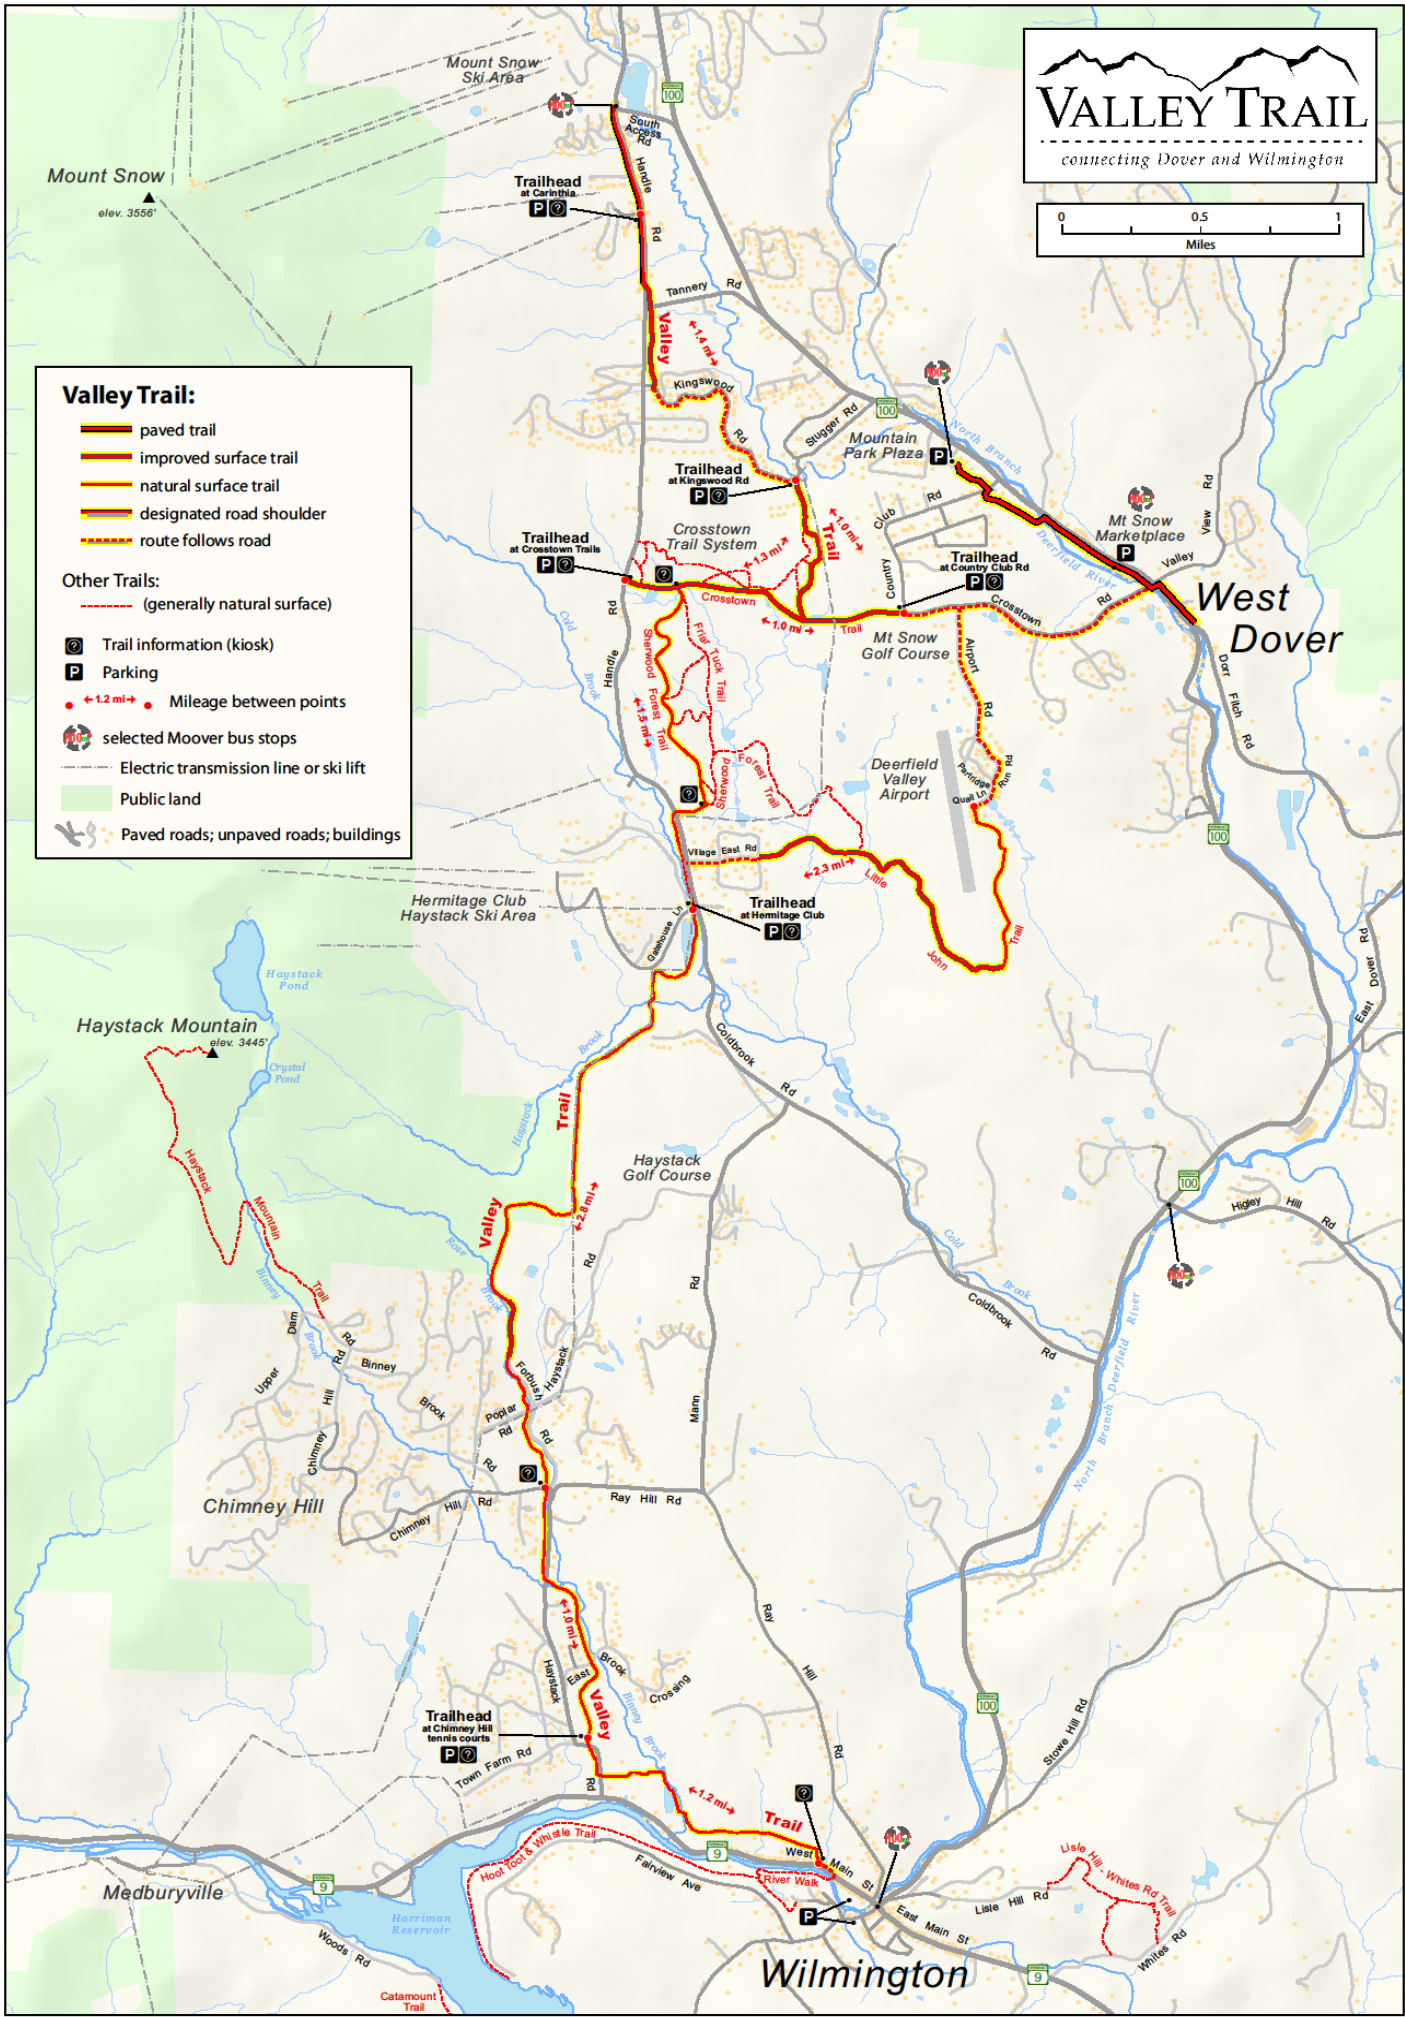 VALLEY TRAIL
connecting Dover and Wilmington
0 0.5 1
Miles
Mount Snow
Ski Area
100
South
Access
Rd
Handle
Rd
Mount Snow
elev. 3556'
Trailhead
at Carinthia
P ?
Tannery Rd
Valley
←1.4 mi→
Kingswood
Rd
Stugger Rd
100
Mountain
Park Plaza
P
North Branch
Deerfield River
Valley Trail:
paved trail
improved surface trail
natural surface trail
designated road shoulder
route follows road
Other Trails:
(generally natural surface)
? Trail information (kiosk)
P Parking
←1.2 mi→ Mileage between points
selected Moover bus stops
Electric transmission line or ski lift
Public land
Paved roads; unpaved roads; buildings
Trailhead
at Kingswood Rd
P ?
←1.0 mi→
Trail
Crosstown
Trail System
←1.3 mi→
Trailhead
at Crosstown Trails
P ?
?
Crosstown
←1.0 mi→
Trail
Country
Club
Rd
Trailhead
at Country Club Rd
P ?
Mt Snow
Marketplace
P
Valley
View Rd
West
Dover
Crosstown
Rd
Mt Snow
Golf Course
Airport
Rd
Dorr
Fitch
Rd
Cold
Brook
Handle
Rd
Sherwood Forest Trail
←1.5 mi→
Friar Tuck Trail
Sherwood
Forest
Trail
?
Deerfield
Valley
Airport
Partridge
Run Rd
Quail Ln
100
Village East Rd
←2.3 mi→
Little
John
Trail
Hermitage Club
Haystack Ski Area
Trailhead
at Hermitage Club
P ?
Gatehouse Ln
East
Dover Rd
Haystack
Pond
Haystack Mountain
elev. 3445'
Crystal
Pond
Brook
Haystack
Coldbrook
Rd
Trail
Haystack
Mountain
Trail
Haystack
Golf Course
←2.8 mi→
Valley
Rose
Brook
Rd
Haystack
Rd
Mann
100
Higley Hill Rd
Cold
Brook
Coldbrook
Rd
North Branch Deerfield River
Binney
Brook
Dam
Upper
Rd
Binney
Brook
Rd
Rd
Hill
Chimney
Forbush
Rd
Poplar
Rd
?
Chimney Hill
Chimney Hill Rd
Ray Hill Rd
Ray
Hill
Rd
←1.0 mi→
Haystack
Rd
East
Brook
Crossing
Binney
Brook
Valley
Trailhead
at Chimney Hill
tennis courts
P ?
Town Farm Rd
←1.2 mi→
Trail
?
100
Stowe Hill Rd
Hoot Toot & Whistle Trail
9
West
Main
St
River Walk
Fairview Ave
9
Medburyville
Harriman
Reservoir
Woods Rd
Catamount
Trail
P
Wilmington
East Main St
9
Lisle Hill Rd
Lisle Hill - Whites Rd Trail
Whites Rd